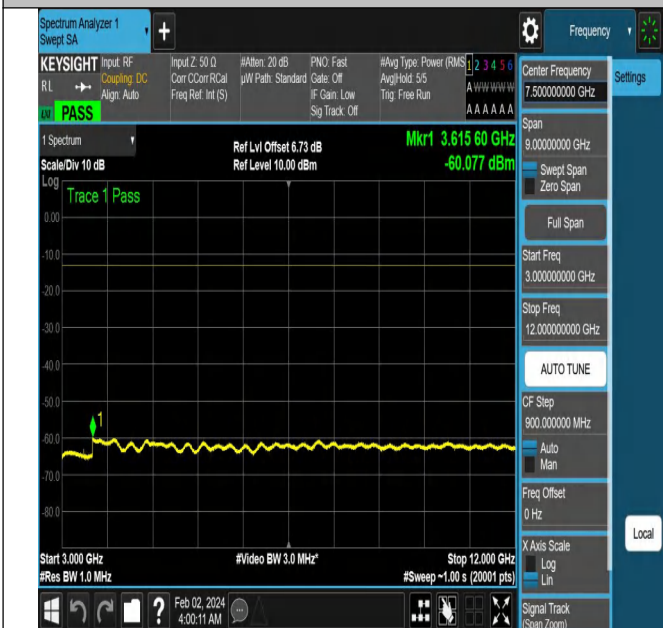 Spectrum Analyzer 1
Swept SA
+
Frequency
KEYSIGHT
Input: RF
Coupling: DC
Align: Auto
RL
LXI
PASS
Input Z: 50 Ω
Corr CCorr RCal
Freq Ref: Int (S)
#Atten: 20 dB
µW Path: Standard
PNO: Fast
Gate: Off
IF Gain: Low
Sig Track: Off
#Avg Type: Power (RMS
Avg|Hold: 5/5
Trig: Free Run
1 2 3 4 5 6
A W W W W W
A A A A A A
1 Spectrum
Scale/Div 10 dB
Ref Lvl Offset 6.73 dB
Ref Level 10.00 dBm
Mkr1 3.615 60 GHz
-60.077 dBm
Log
Trace 1 Pass
0.00
-10.0
-20.0
-30.0
-40.0
-50.0
-60.0
-70.0
-80.0
1
Start 3.000 GHz
#Res BW 1.0 MHz
#Video BW 3.0 MHz*
Stop 12.000 GHz
#Sweep ~1.00 s (20001 pts)
Feb 02, 2024
4:00:11 AM
?
Center Frequency
7.500000000 GHz
Settings
Span
9.00000000 GHz
Swept Span
Zero Span
Full Span
Start Freq
3.000000000 GHz
Stop Freq
12.000000000 GHz
AUTO TUNE
CF Step
900.000000 MHz
Auto
Man
Freq Offset
0 Hz
X Axis Scale
Log
Lin
Local
Signal Track
(Span Zoom)